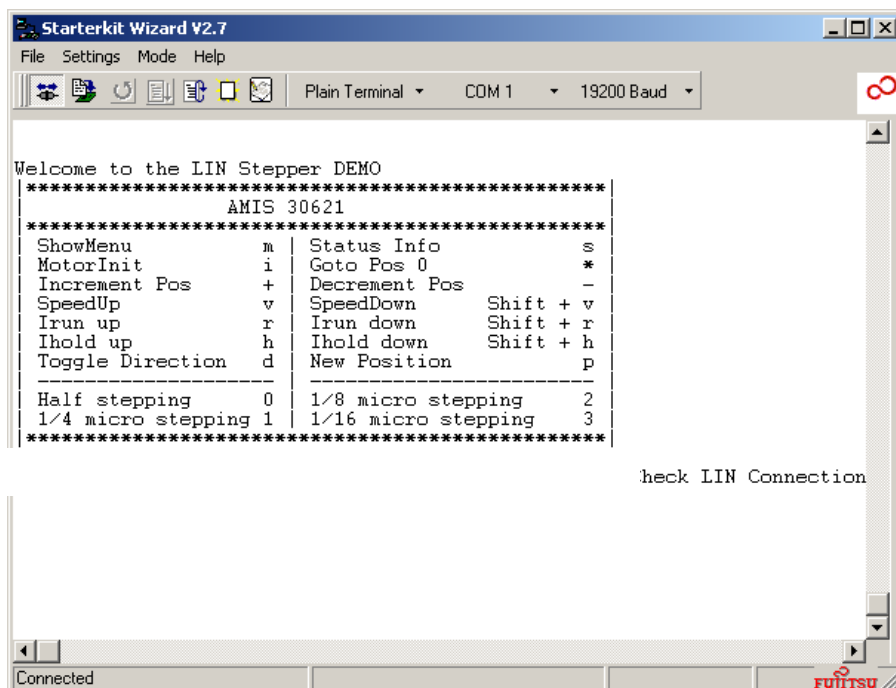 Starterkit Wizard V2.7
File Settings Mode Help
Plain Terminal COM 1 19200 Baud
Welcome to the LIN Stepper DEMO
|**************************************************|
| AMIS 30621 |
|**************************************************|
| ShowMenu m | Status Info s |
| MotorInit i | Goto Pos 0 * |
| Increment Pos + | Decrement Pos - |
| SpeedUp v | SpeedDown Shift + v |
| Irun up r | Irun down Shift + r |
| Ihold up h | Ihold down Shift + h |
| Toggle Direction d | New Position p |
| -------------------- | ------------------------ |
| Half stepping 0 | 1/8 micro stepping 2 |
| 1/4 micro stepping 1 | 1/16 micro stepping 3 |
|**************************************************|
LIN Connection
Connected
FUJITSU